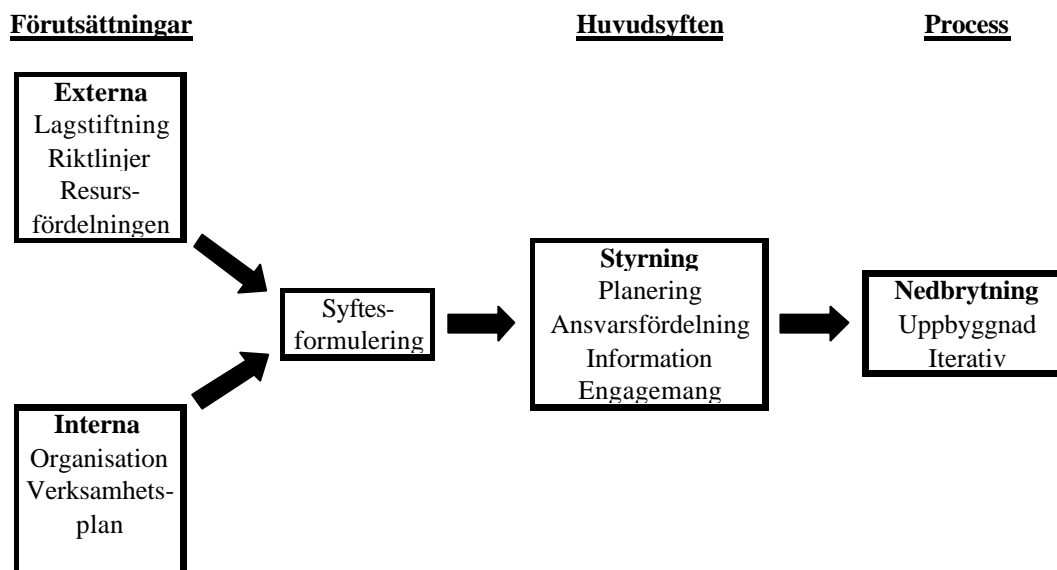 Förutsättningar
Huvudsyften
Process
Externa
Lagstiftning
Riktlinjer
Resurs-
fördelningen
Syftes-
formulering
Styrning
Planering
Ansvarsfördelning
Information
Engagemang
Nedbrytning
Uppbyggnad
Iterativ
Interna
Organisation
Verksamhets-
plan